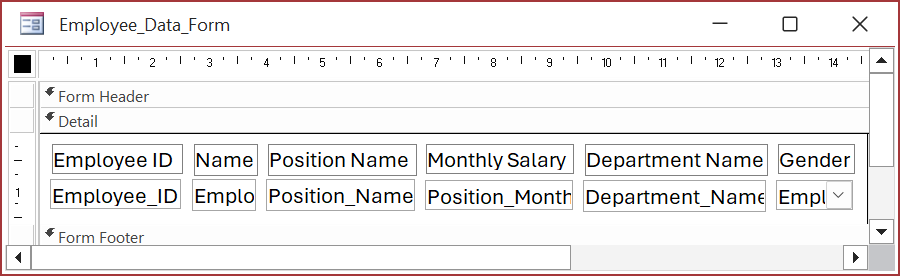 Employee_Data_Form
1 2 3 4 5 6 7 8 9 10 11 12 13 14
Form Header
Detail
Employee ID Name Position Name Monthly Salary Department Name Gender
1
Employee_ID Emplo Position_Name Position_Month Department_Name Empl
Form Footer